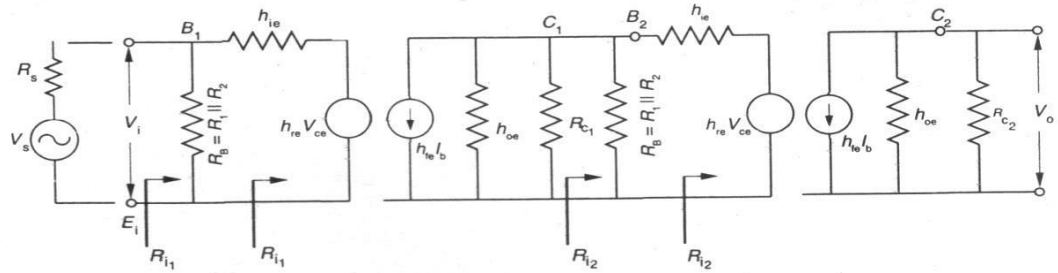 R_s
V_s
V_i
E_i
B_1
h_ie
R_B = R_1 || R_2
h_re V_ce
R_i1
R_i1
h_fe I_b
h_oe
C_1
R_C1
R_B = R_1 || R_2
B_2
h_ie
h_re V_ce
R_i2
R_i2
h_fe I_b
h_oe
C_2
R_C2
V_o